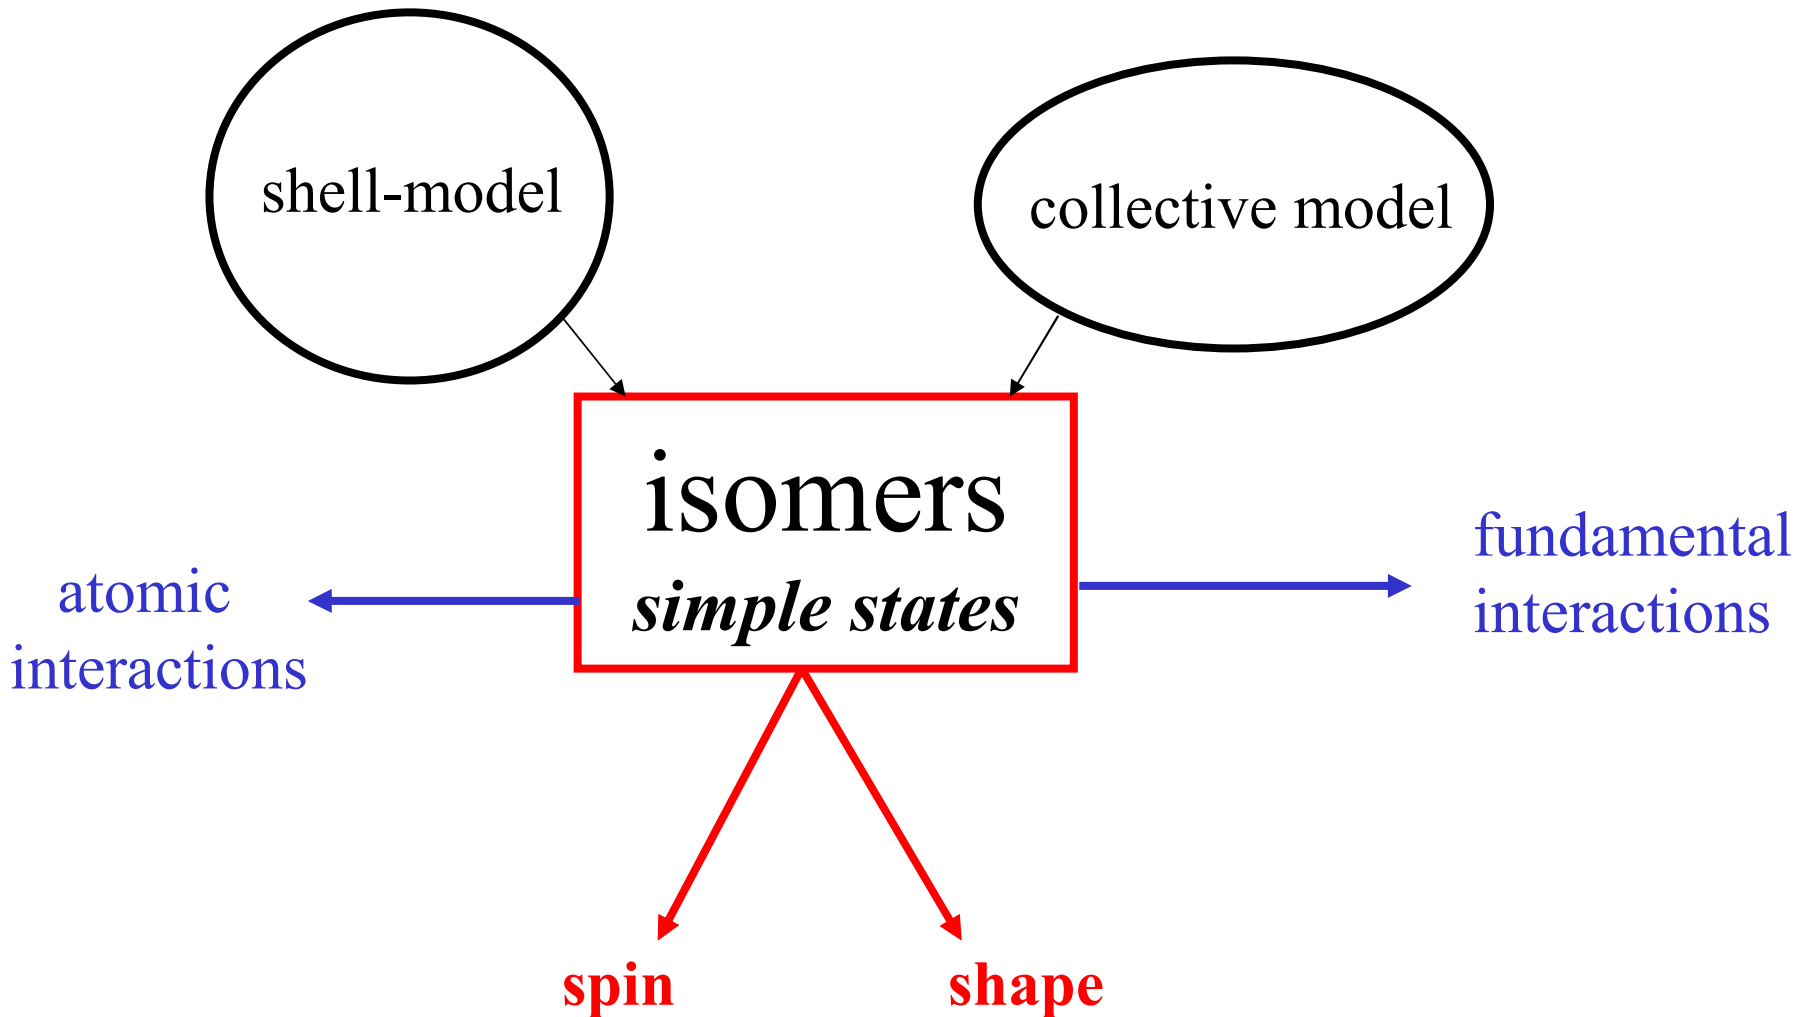 shell-model
collective model
isomers
simple states
atomic
interactions
fundamental
interactions
spin
shape